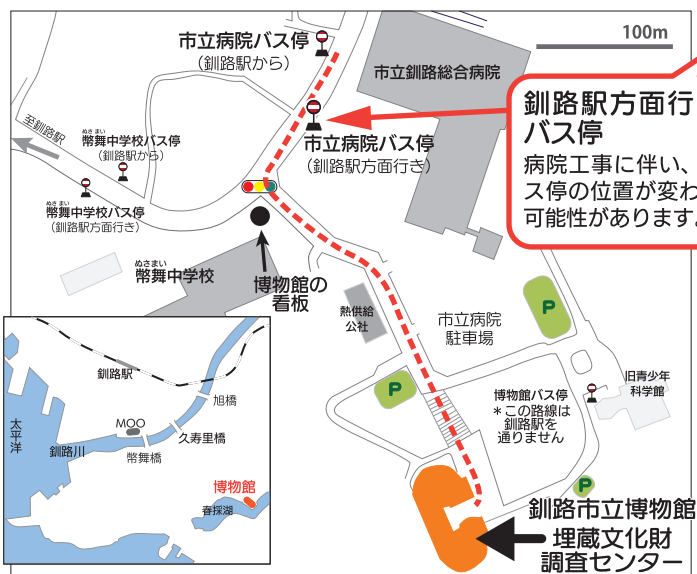 100m
市立病院バス停
（釧路駅から）
市立釧路総合病院
釧路駅方面行
バス停
病院工事に伴い、
ス停の位置が変わ
可能性があります。
市立病院バス停
（釧路駅方面行き）
至釧路駅
ぬさまい
幣舞中学校バス停
（釧路駅から）
ぬさまい
幣舞中学校バス停
（釧路駅方面行き）
ぬさまい
幣舞中学校
博物館の
看板
熱供給
公社
市立病院
駐車場
P
P
P
博物館バス停
＊この路線は
釧路駅を
通りません
旧青少年
科学館
釧路市立博物館
埋蔵文化財
調査センター
釧路駅
旭橋
MOO
久寿里橋
太平洋
釧路川
幣舞橋
博物館
春採湖